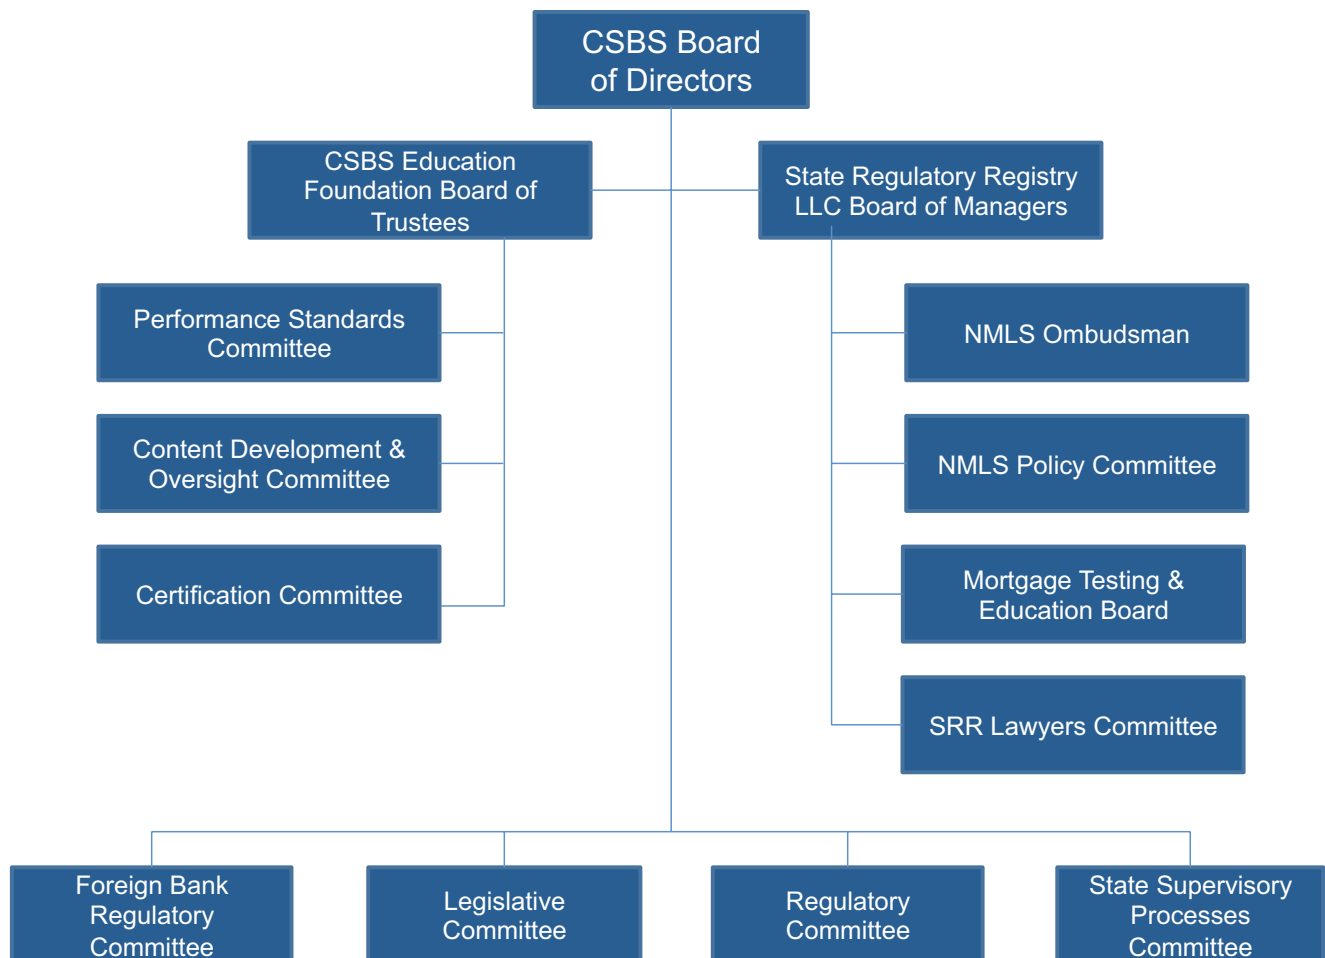 CSBS Board
of Directors
CSBS Education
Foundation Board of
Trustees
State Regulatory Registry
LLC Board of Managers
Performance Standards
Committee
NMLS Ombudsman
Content Development &
Oversight Committee
NMLS Policy Committee
Certification Committee
Mortgage Testing &
Education Board
SRR Lawyers Committee
Foreign Bank
Regulatory
Committee
Legislative
Committee
Regulatory
Committee
State Supervisory
Processes
Committee